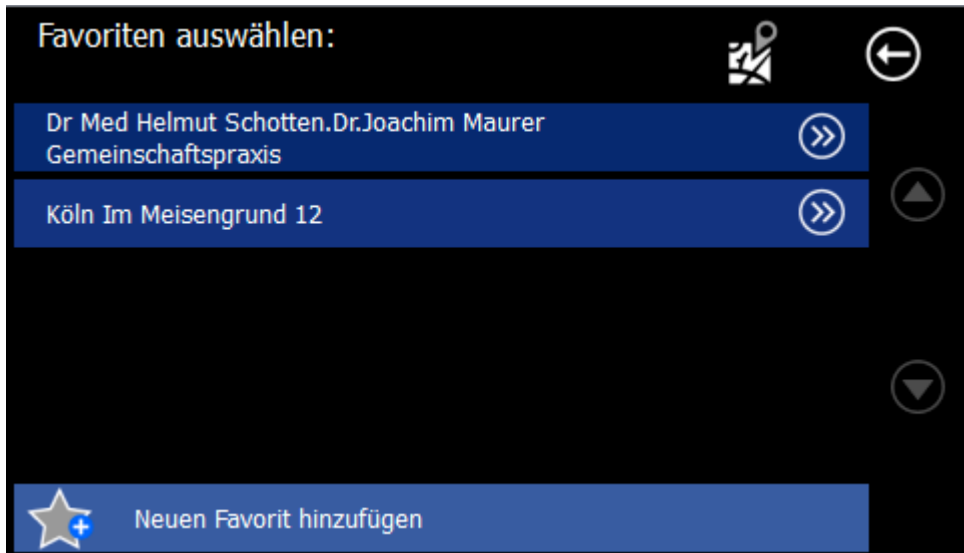 Favoriten auswählen:
Dr Med Helmut Schotten.Dr.Joachim Maurer
Gemeinschaftspraxis
Köln Im Meisengrund 12
Neuen Favorit hinzufügen